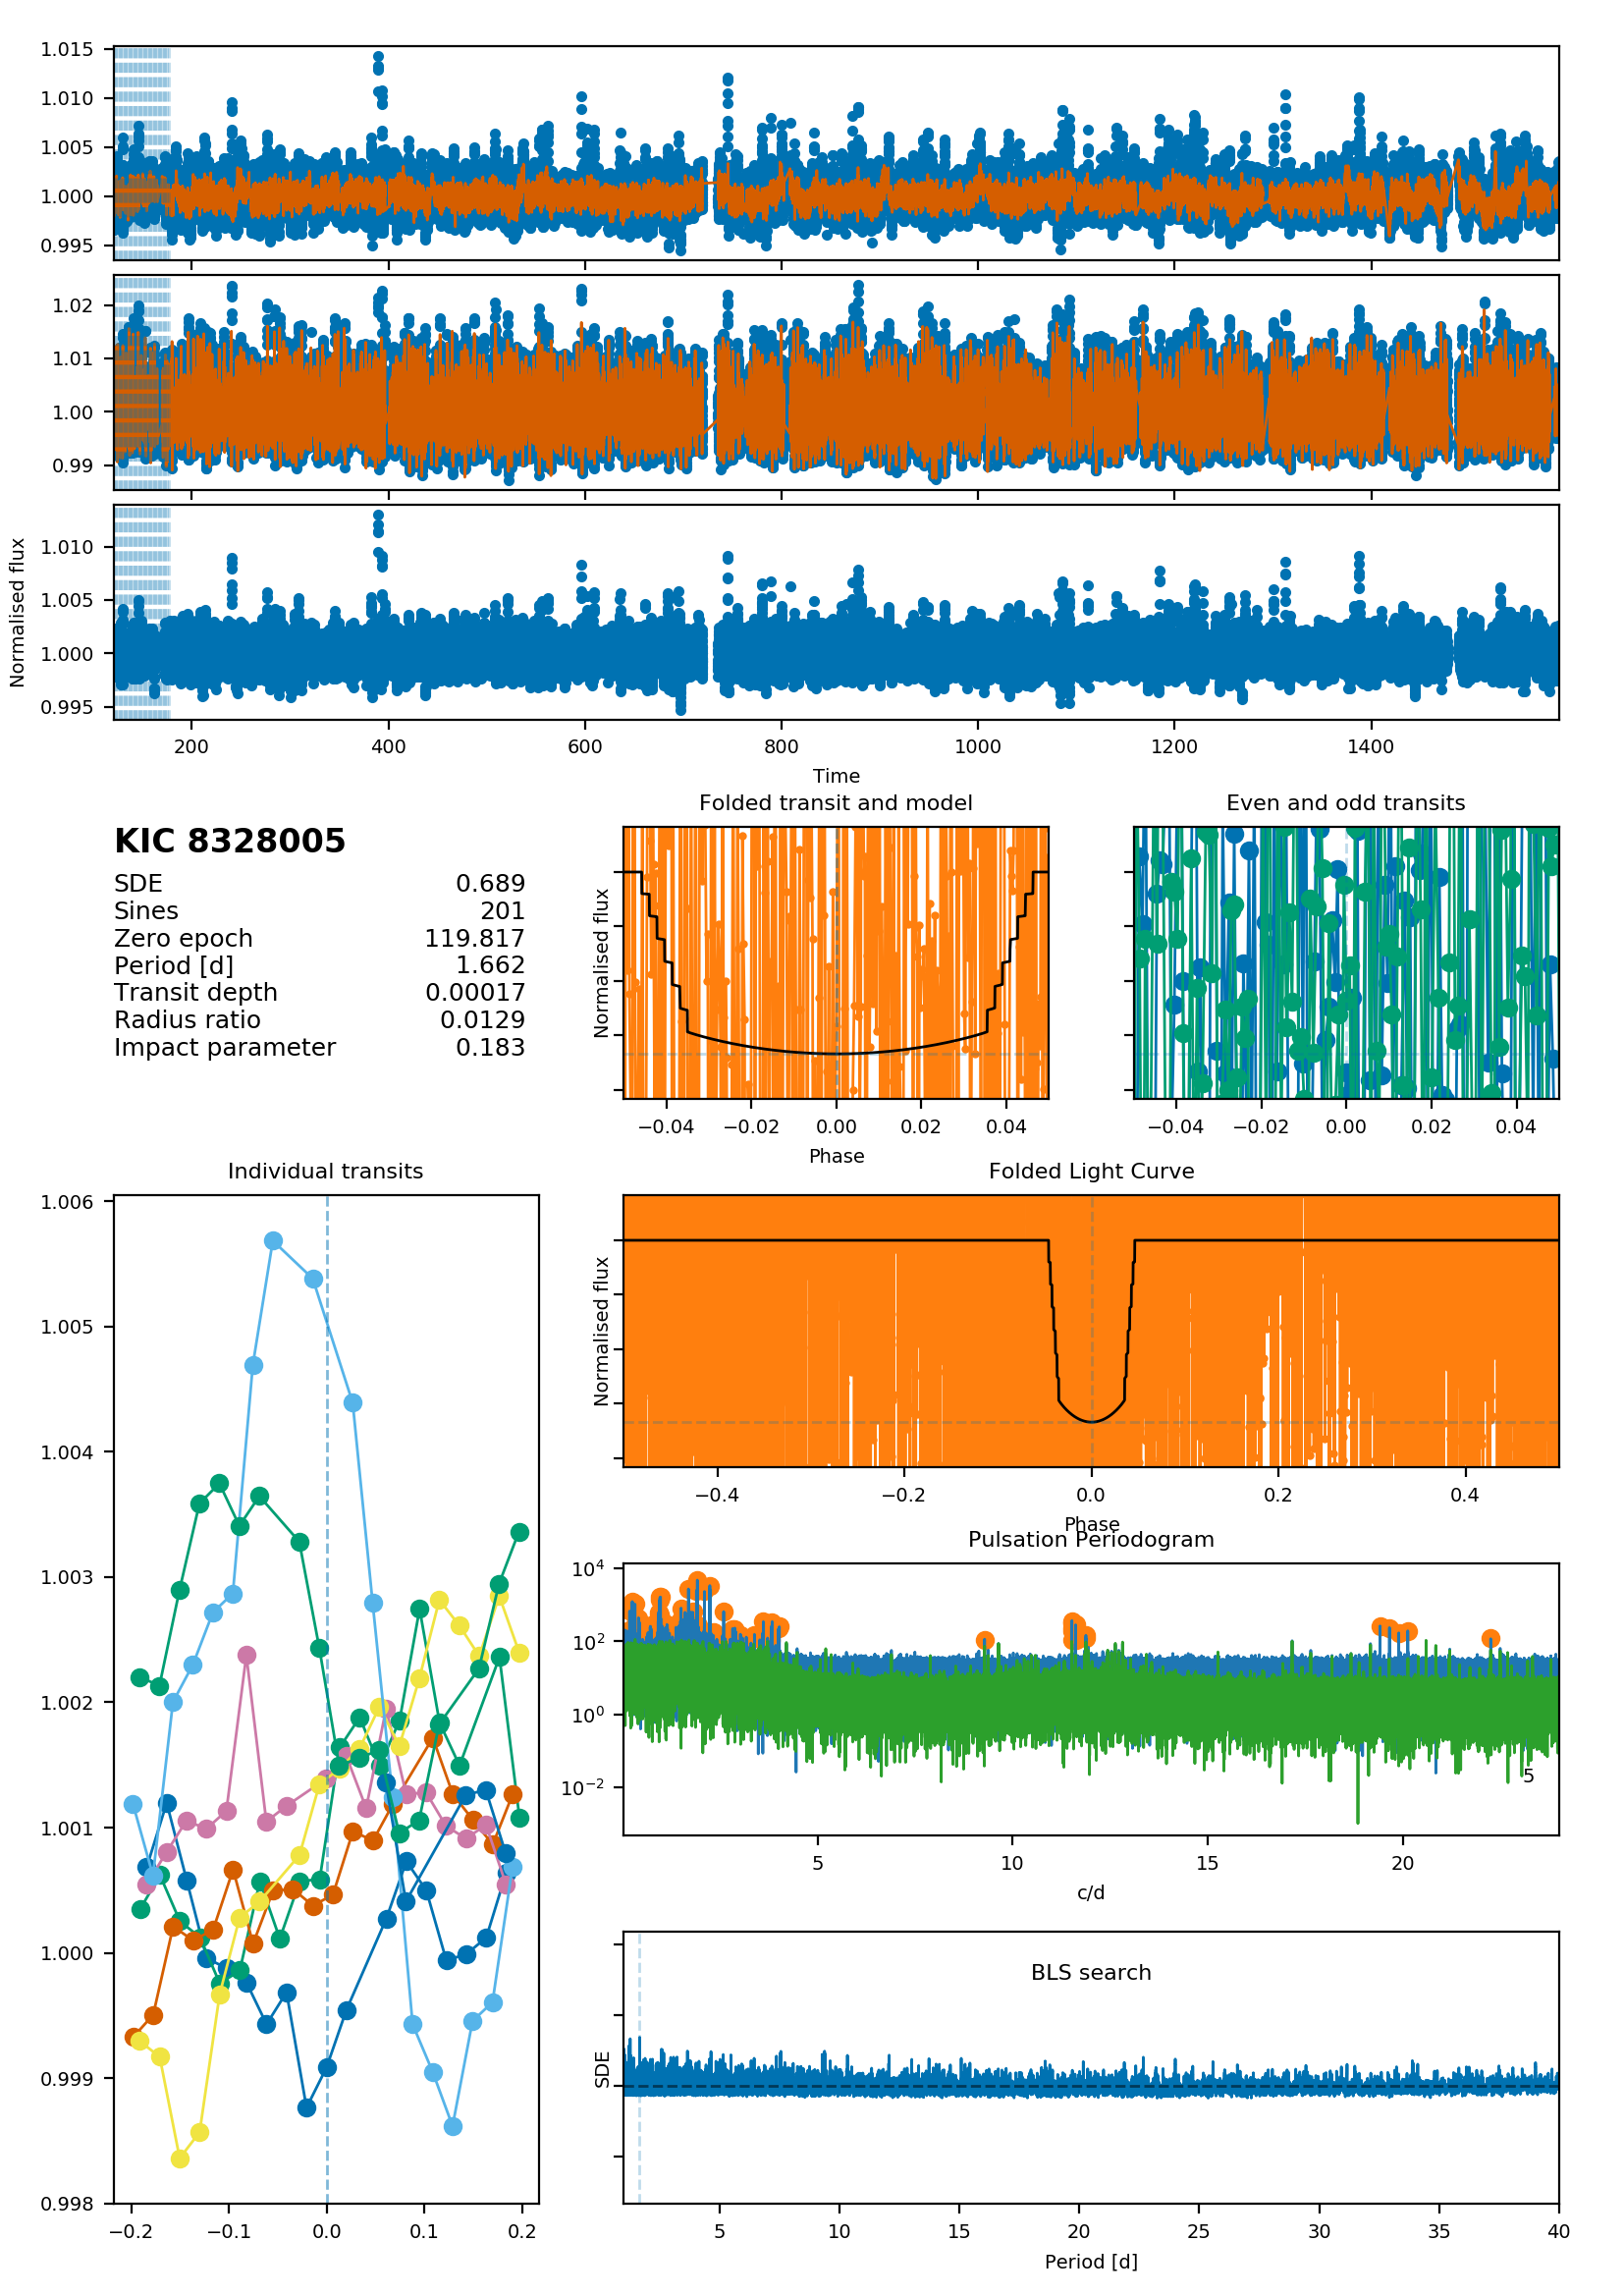 1.015
1.010
1.005
1.000
0.995
1.02
1.01
1.00
0.99
Normalised flux
1.010
1.005
1.000
0.995
200 400 600 800 1000 1200 1400
Time
KIC 8328005
SDE 0.689
Sines 201
Zero epoch 119.817
Period [d] 1.662
Transit depth 0.00017
Radius ratio 0.0129
Impact parameter 0.183
Folded transit and model
Normalised flux
−0.04 −0.02 0.00 0.02 0.04
Phase
Even and odd transits
−0.04 −0.02 0.00 0.02 0.04
Individual transits
1.006
1.005
1.004
1.003
1.002
1.001
1.000
0.999
0.998
−0.2 −0.1 0.0 0.1 0.2
Folded Light Curve
Normalised flux
−0.4 −0.2 0.0 0.2 0.4
Phase
Pulsation Periodogram
10⁴
10²
10⁰
10⁻²
5
5 10 15 20
c/d
BLS search
SDE
5 10 15 20 25 30 35 40
Period [d]